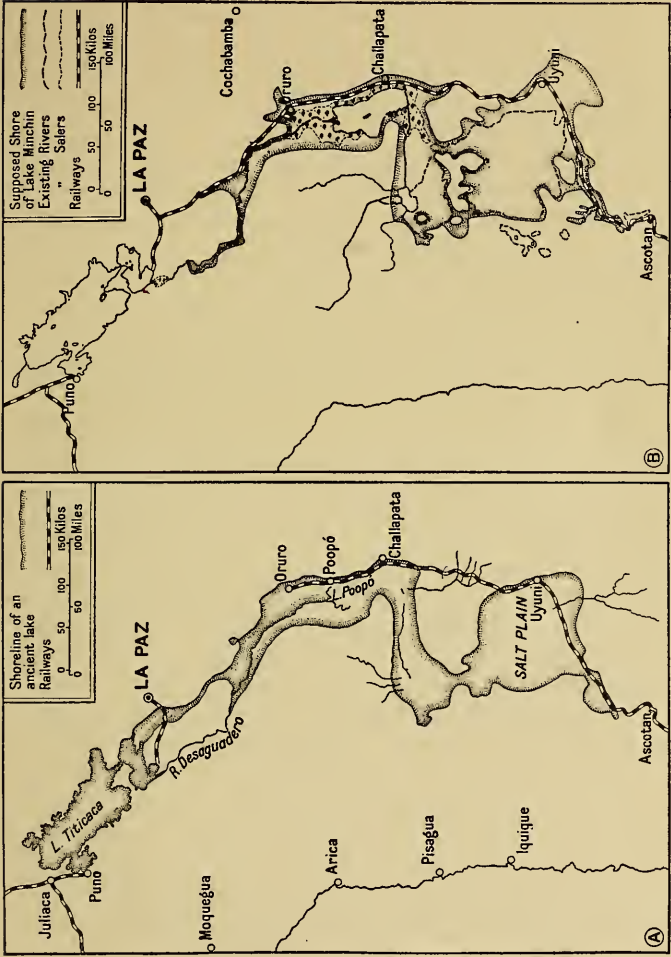 Shoreline of an
ancient lake
Railways
0 50 100 150 Kilos
0 50 100 Miles
Juliaca
Puno
L. Titicaca
LA PAZ
R. Desaguadero
Moquegua
Oruro
Poopó
L. Poopó
Challapata
Arica
Pisagua
Iquique
SALT PLAIN
Uyuni
Ascotan
A
Supposed Shore
of Lake Minchin
Existing Rivers
" Salers
Railways
0 50 100 150 Kilos
0 50 100 Miles
Puno
LA PAZ
Cochabamba
Oruro
Challapata
Uyuni
Ascotan
B